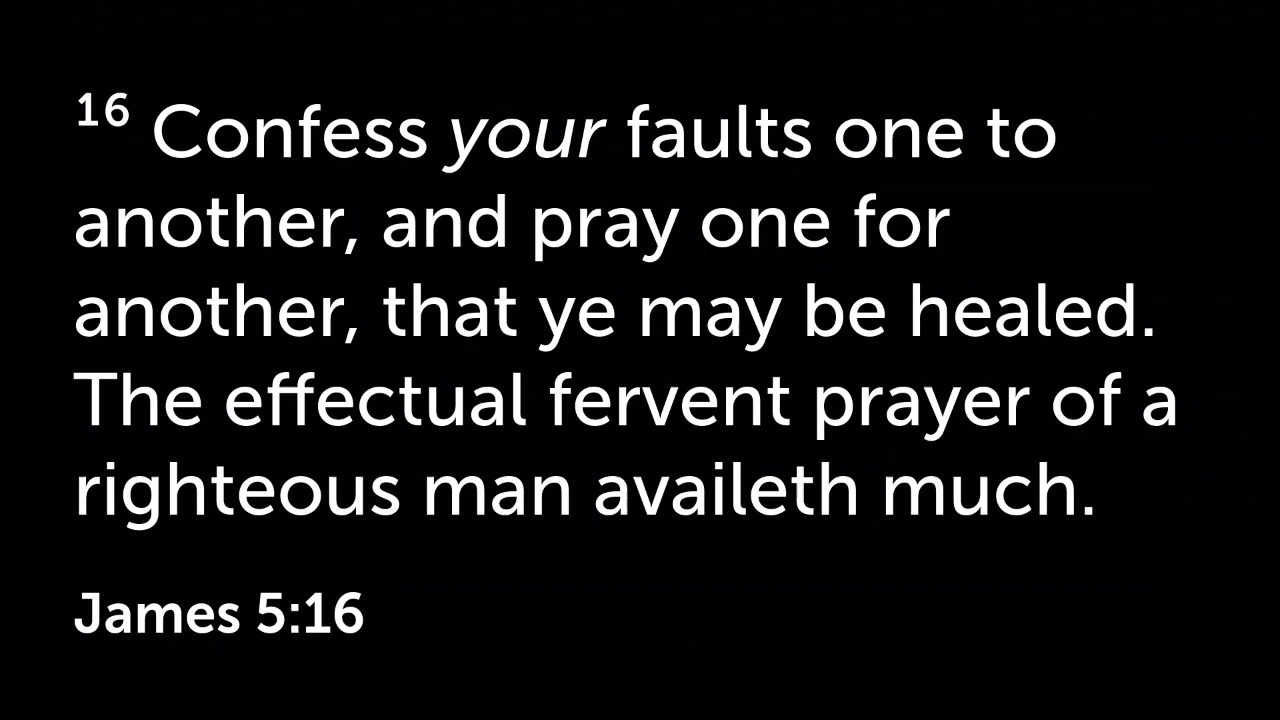 16 Confess your faults one to
another, and pray one for
another, that ye may be healed.
The effectual fervent prayer of a
righteous man availeth much.
James 5:16